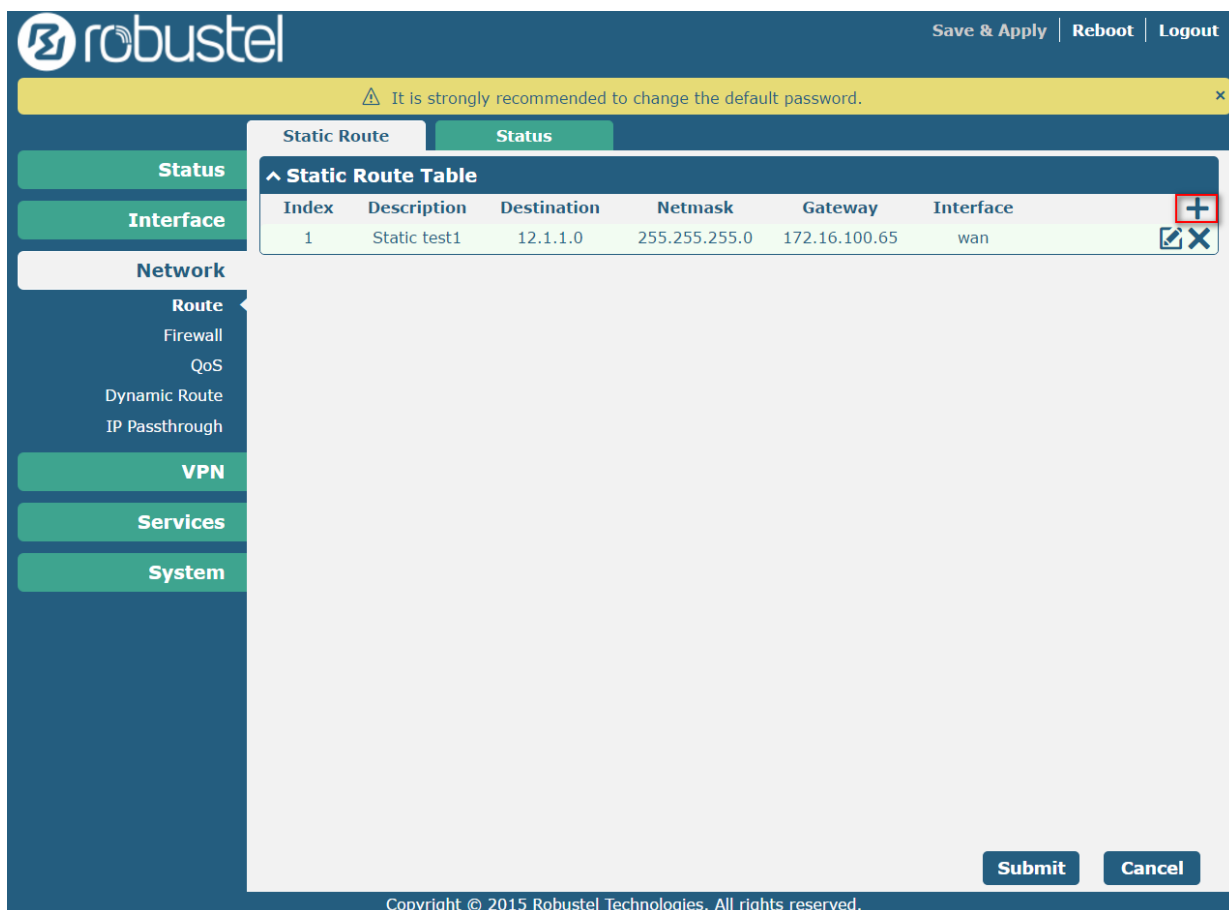 robustel
Save & Apply | Reboot | Logout
⚠ It is strongly recommended to change the default password. ×
Static Route Status
Status
Interface
Network
Route
Firewall
QoS
Dynamic Route
IP Passthrough
VPN
Services
System
Static Route Table
Index Description Destination Netmask Gateway Interface
1 Static test1 12.1.1.0 255.255.255.0 172.16.100.65 wan
Submit Cancel
Copyright © 2015 Robustel Technologies. All rights reserved.